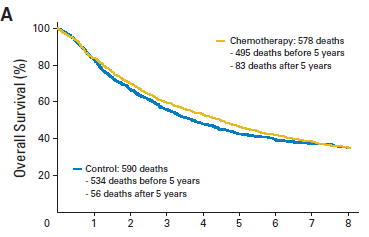 A
Overall Survival (%)
100
80
60
40
20
0
1 2 3 4 5 6 7 8
Chemotherapy: 578 deaths
- 495 deaths before 5 years
- 83 deaths after 5 years
Control: 590 deaths
- 534 deaths before 5 years
- 56 deaths after 5 years